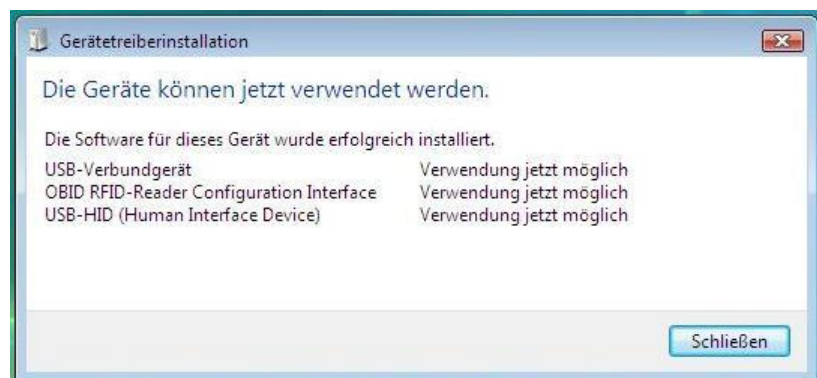 Gerätetreiberinstallation
Die Geräte können jetzt verwendet werden.
Die Software für dieses Gerät wurde erfolgreich installiert.
USB-Verbundgerät Verwendung jetzt möglich
OBID RFID-Reader Configuration Interface Verwendung jetzt möglich
USB-HID (Human Interface Device) Verwendung jetzt möglich
Schließen